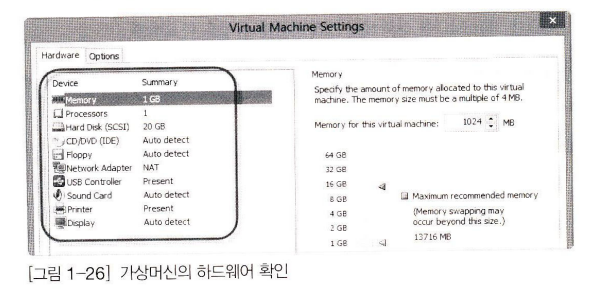 Virtual Machine Settings
Hardware Options
Device Summary
Memory 1 GB
Processors 1
Hard Disk (SCSI) 20 GB
CD/DVD (IDE) Auto detect
Floppy Auto detect
Network Adapter NAT
USB Controller Present
Sound Card Auto detect
Printer Present
Display Auto detect
Memory
Specify the amount of memory allocated to this virtual
machine. The memory size must be a multiple of 4 MB.
Memory for this virtual machine: 1024 MB
64 GB
32 GB
16 GB
8 GB
4 GB
2 GB
1 GB
Maximum recommended memory
(Memory swapping may
occur beyond this size.)
13716 MB
[그림 1-26] 가상머신의 하드웨어 확인